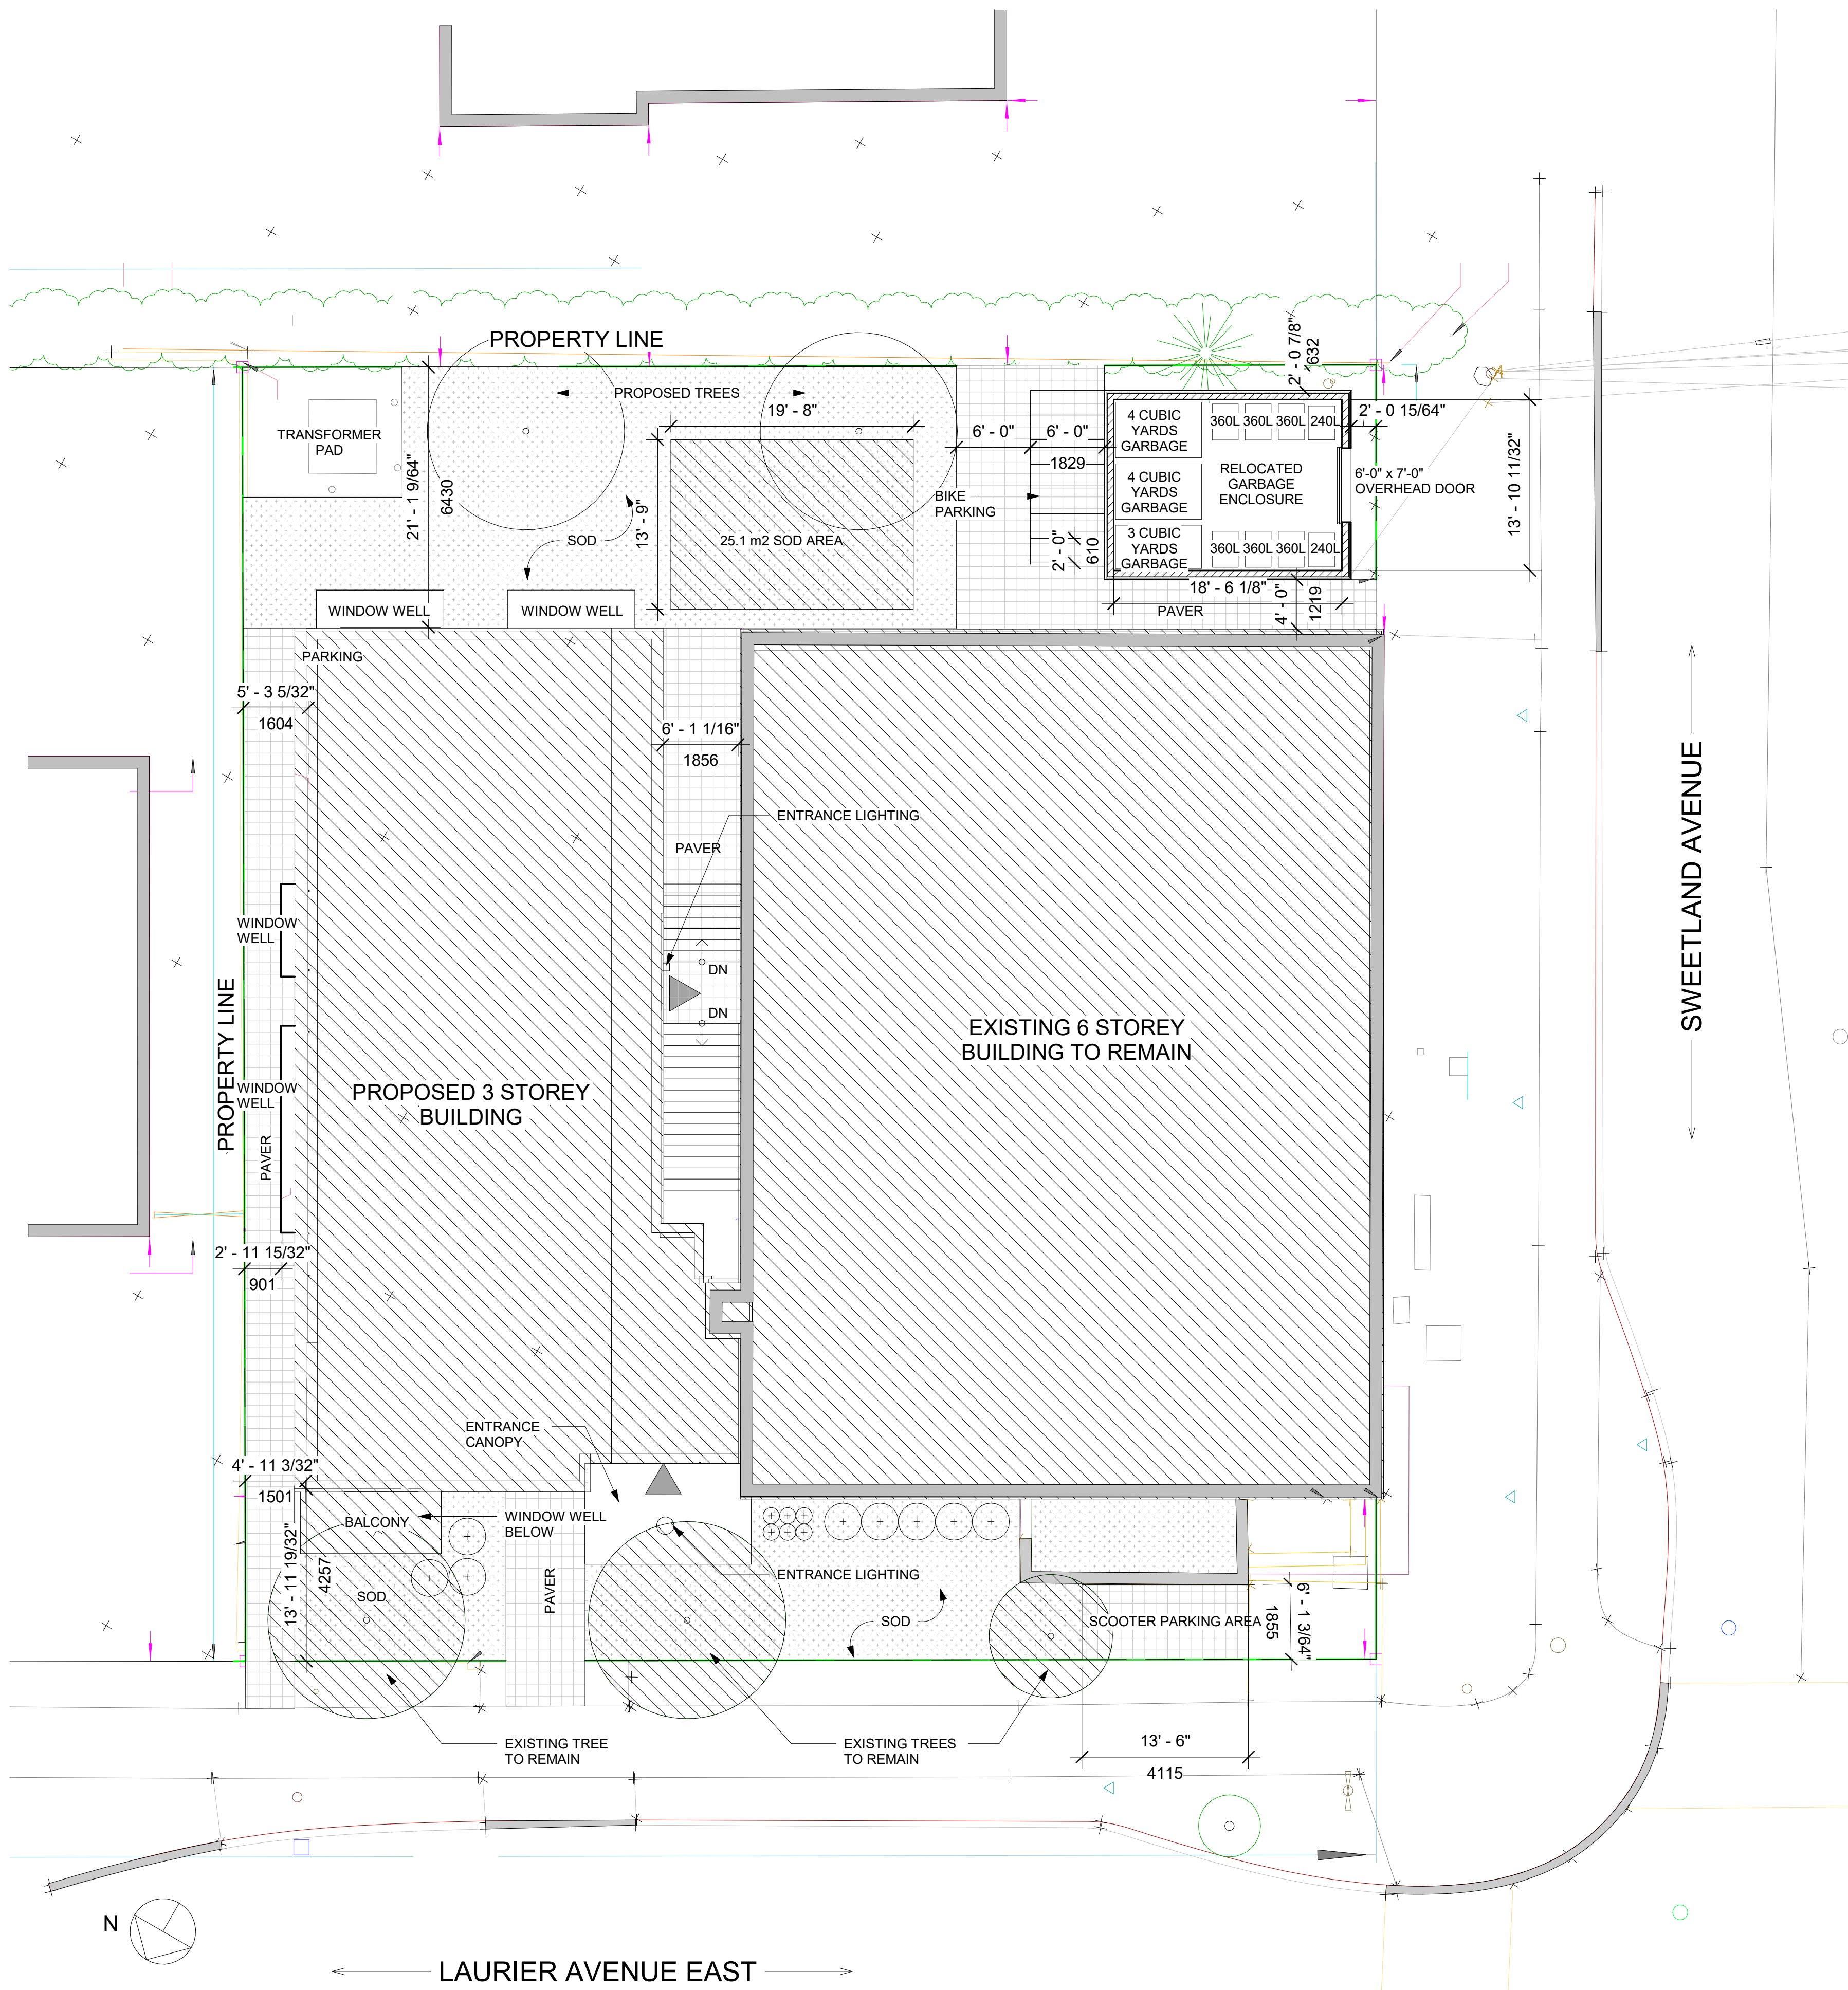 PROPERTY LINE
2' - 0 7/8"
632
PROPOSED TREES
19' - 8"
TRANSFORMER
PAD
21' - 1 9/64"
6430
13' - 9"
6' - 0"
6' - 0"
1829
4 CUBIC
YARDS
GARBAGE
360L
360L
360L
240L
2' - 0 15/64"
4 CUBIC
YARDS
GARBAGE
RELOCATED
GARBAGE
ENCLOSURE
6'-0" x 7'-0"
OVERHEAD DOOR
13' - 10 11/32"
BIKE
PARKING
SOD
25.1 m2 SOD AREA
2' - 0"
610
3 CUBIC
YARDS
GARBAGE
360L
360L
360L
240L
18' - 6 1/8"
PAVER
4' - 0"
1219
WINDOW WELL
WINDOW WELL
PARKING
5' - 3 5/32"
1604
6' - 1 1/16"
1856
ENTRANCE LIGHTING
PAVER
SWEETLAND AVENUE
WINDOW
WELL
DN
DN
PROPERTY LINE
EXISTING 6 STOREY
BUILDING TO REMAIN
WINDOW
WELL
PROPOSED 3 STOREY
BUILDING
PAVER
2' - 11 15/32"
901
ENTRANCE
CANOPY
4' - 11 3/32"
1501
BALCONY
WINDOW WELL
BELOW
13' - 11 19/32"
4257
SOD
PAVER
ENTRANCE LIGHTING
SOD
SCOOTER PARKING AREA
1855
6' - 1 3/64"
EXISTING TREE
TO REMAIN
EXISTING TREES
TO REMAIN
13' - 6"
4115
N
LAURIER AVENUE EAST